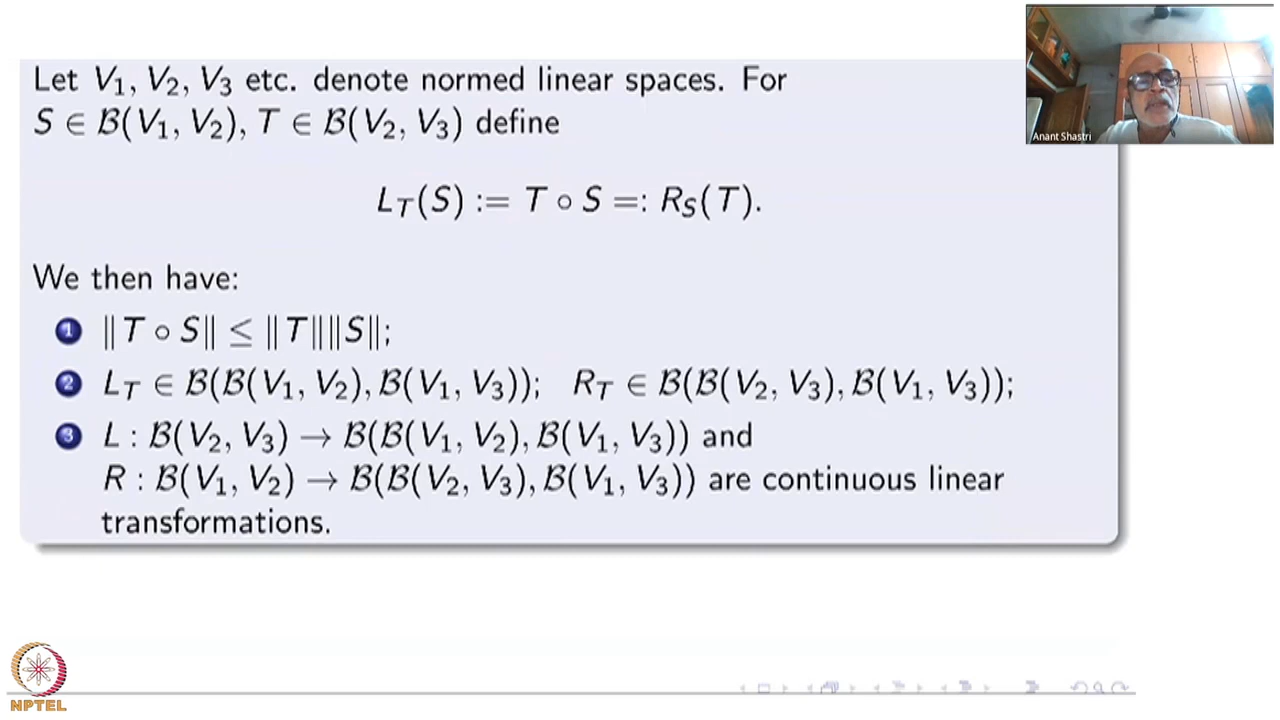 Let V₁, V₂, V₃ etc. denote normed linear spaces. For
S ∈ ℬ(V₁, V₂), T ∈ ℬ(V₂, V₃) define
L_T(S) := T ∘ S =: R_S(T).
We then have:
1 ‖T ∘ S‖ ≤ ‖T‖‖S‖;
2 L_T ∈ ℬ(ℬ(V₁, V₂), ℬ(V₁, V₃)); R_T ∈ ℬ(ℬ(V₂, V₃), ℬ(V₁, V₃));
3 L : ℬ(V₂, V₃) → ℬ(ℬ(V₁, V₂), ℬ(V₁, V₃)) and
R : ℬ(V₁, V₂) → ℬ(ℬ(V₂, V₃), ℬ(V₁, V₃)) are continuous linear
transformations.
Anant Shastri
NPTEL